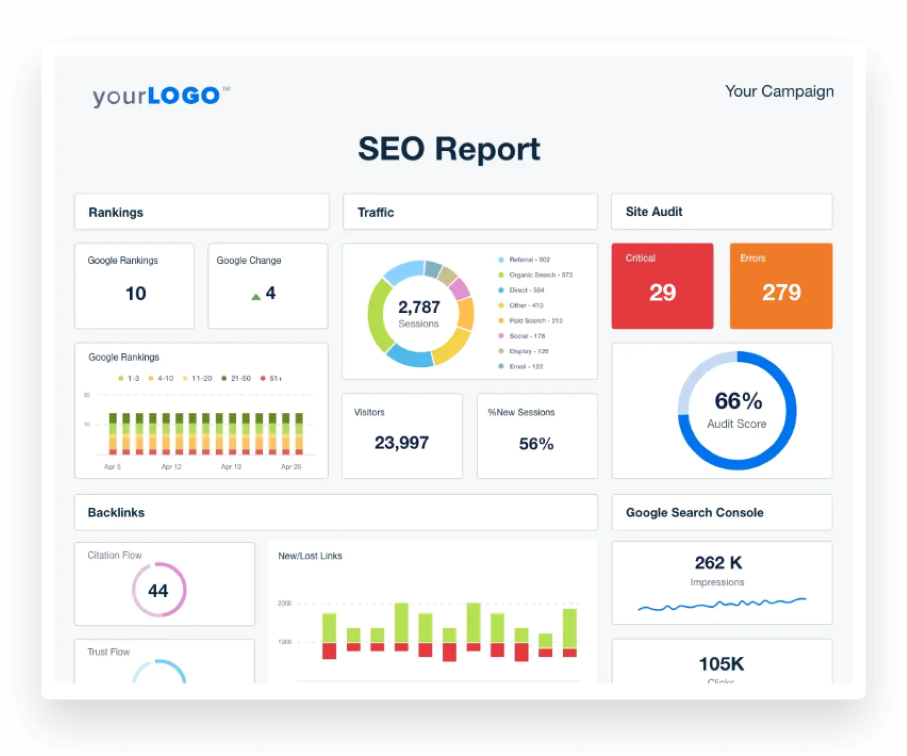 yourLOGO™
Your Campaign
SEO Report
Rankings
Traffic
Site Audit
Google Rankings
10
Google Change
4
2,787
Sessions
Referral - 602
Organic Search - 573
Direct - 564
Other - 410
Paid Search - 212
Social - 178
Display - 126
Email - 122
Critical
29
Errors
279
Google Rankings
1-3 4-10 11-20 21-50 51+
20
10
Apr 5 Apr 12 Apr 19 Apr 26
Visitors
23,997
%New Sessions
56%
66%
Audit Score
Backlinks
Google Search Console
Citation Flow
44
New/Lost Links
2000
1000
262 K
Impressions
Trust Flow
105K
Clicks